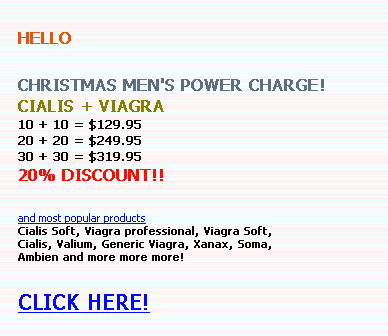 HELLO
CHRISTMAS MEN'S POWER CHARGE!
CIALIS + VIAGRA
10 + 10 = $129.95
20 + 20 = $249.95
30 + 30 = $319.95
20% DISCOUNT!!
and most popular products
Cialis Soft, Viagra professional, Viagra Soft,
Cialis, Valium, Generic Viagra, Xanax, Soma,
Ambien and more more more!
CLICK HERE!